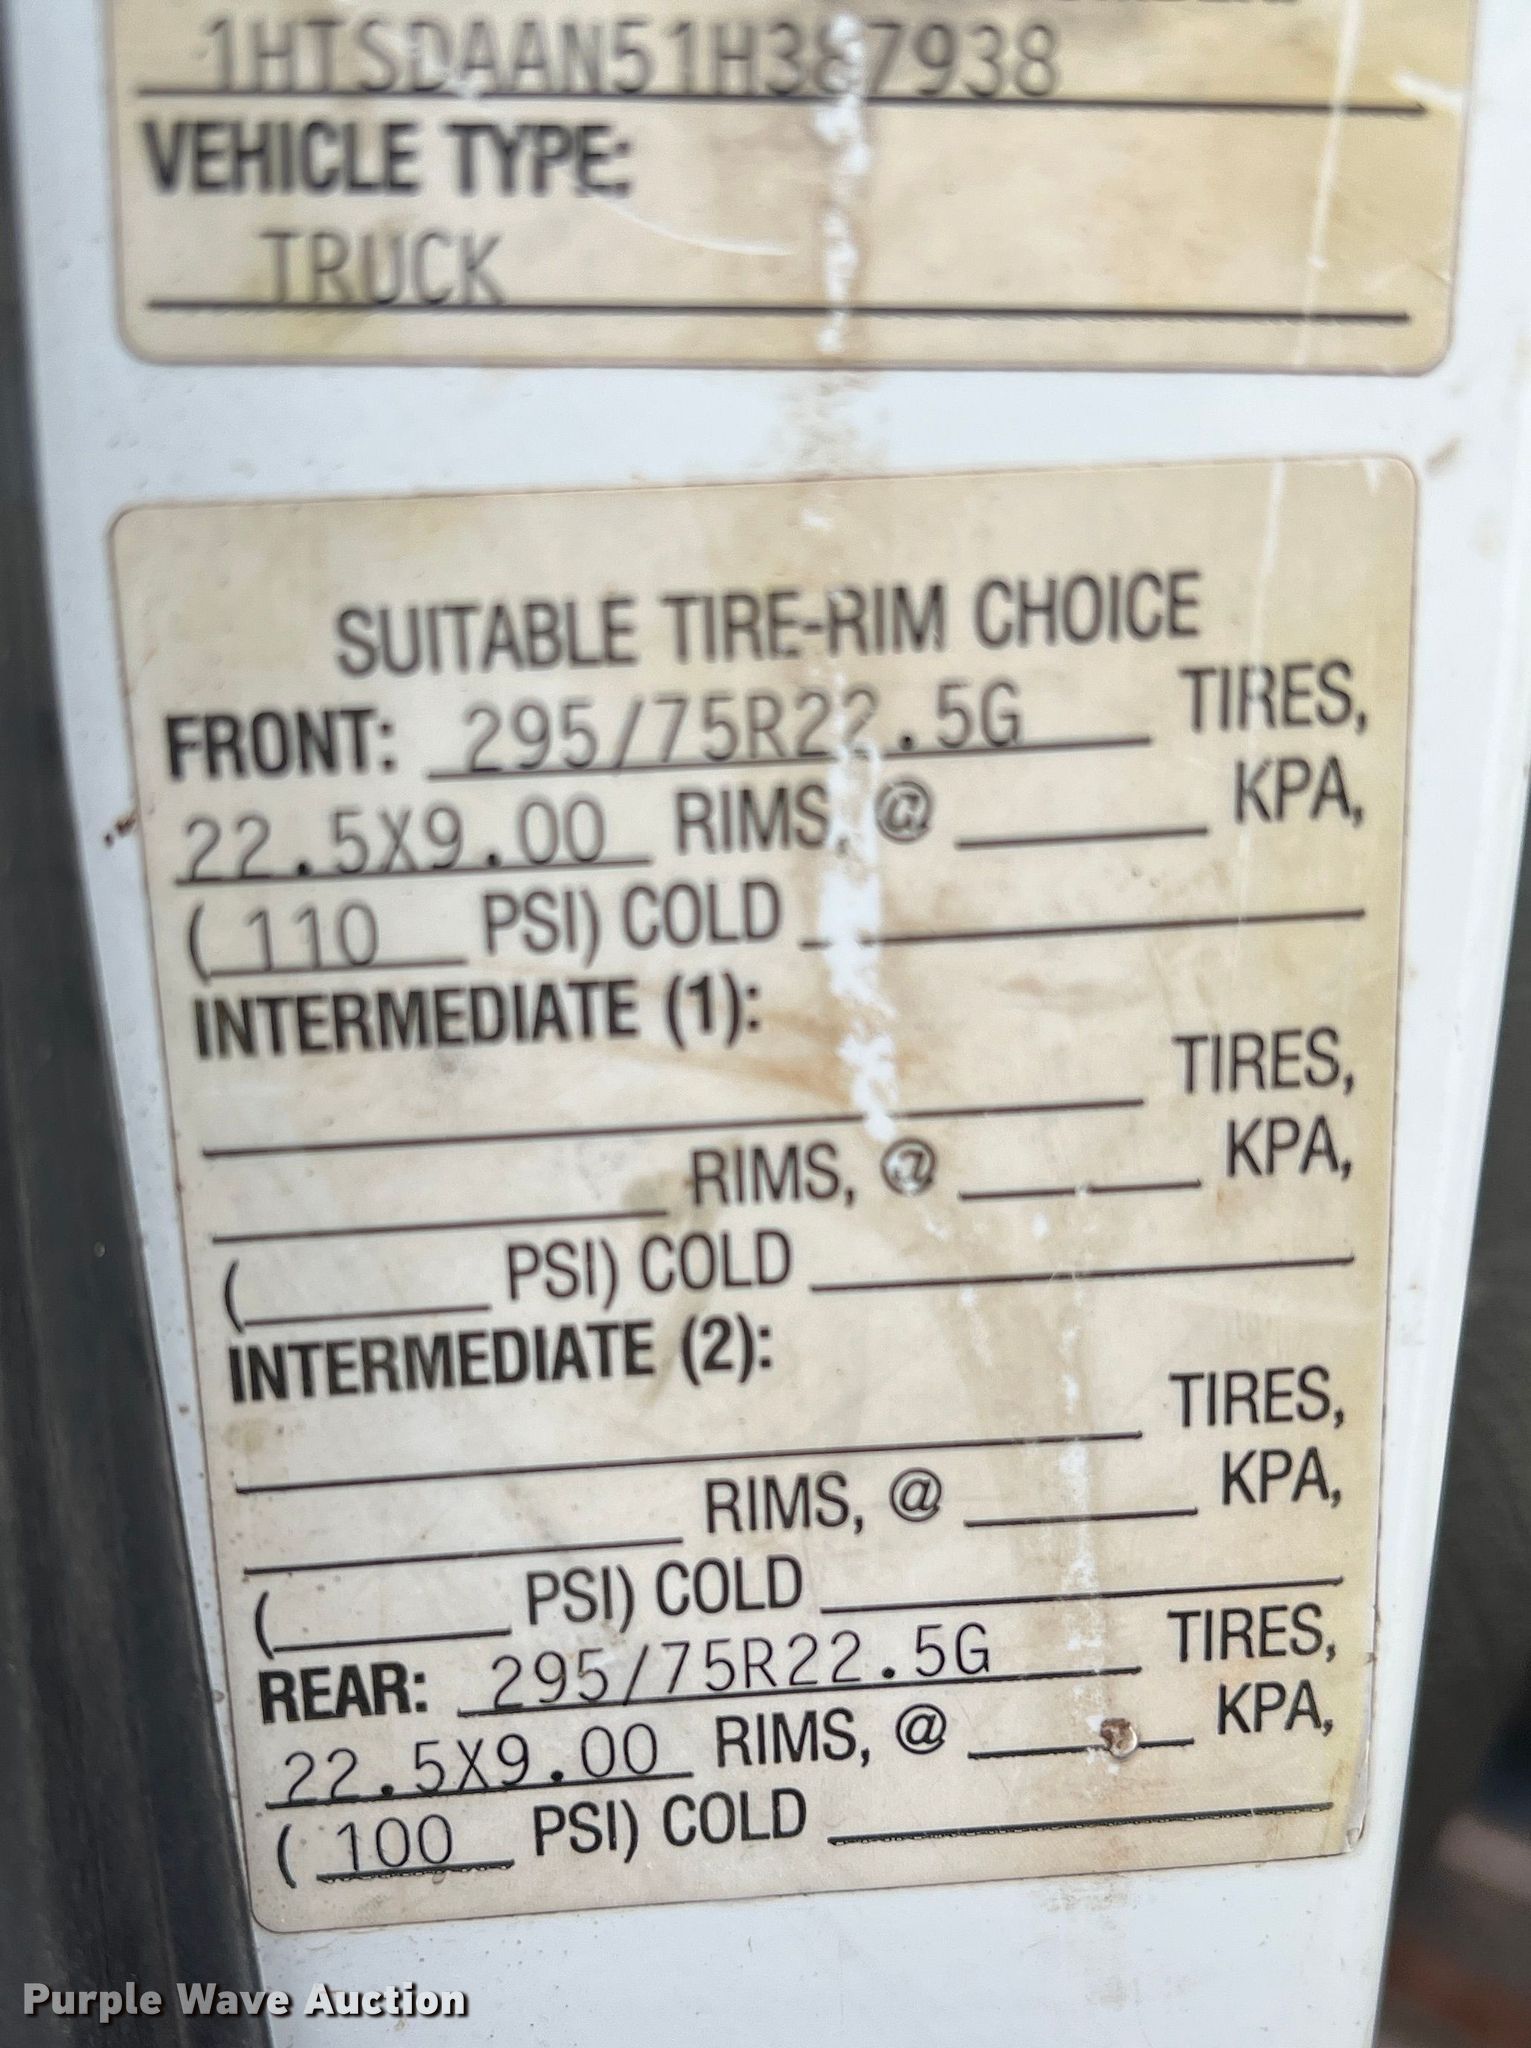 1HTSDAAN51H387938
VEHICLE TYPE:
TRUCK
SUITABLE TIRE-RIM CHOICE
FRONT: 295/75R22.5G TIRES,
22.5X9.00 RIMS, @ KPA,
(110 PSI) COLD
INTERMEDIATE (1):
TIRES,
RIMS, @ KPA,
( PSI) COLD
INTERMEDIATE (2):
TIRES,
RIMS, @ KPA,
( PSI) COLD
REAR: 295/75R22.5G TIRES,
22.5X9.00 RIMS, @ KPA,
(100 PSI) COLD
Purple Wave Auction